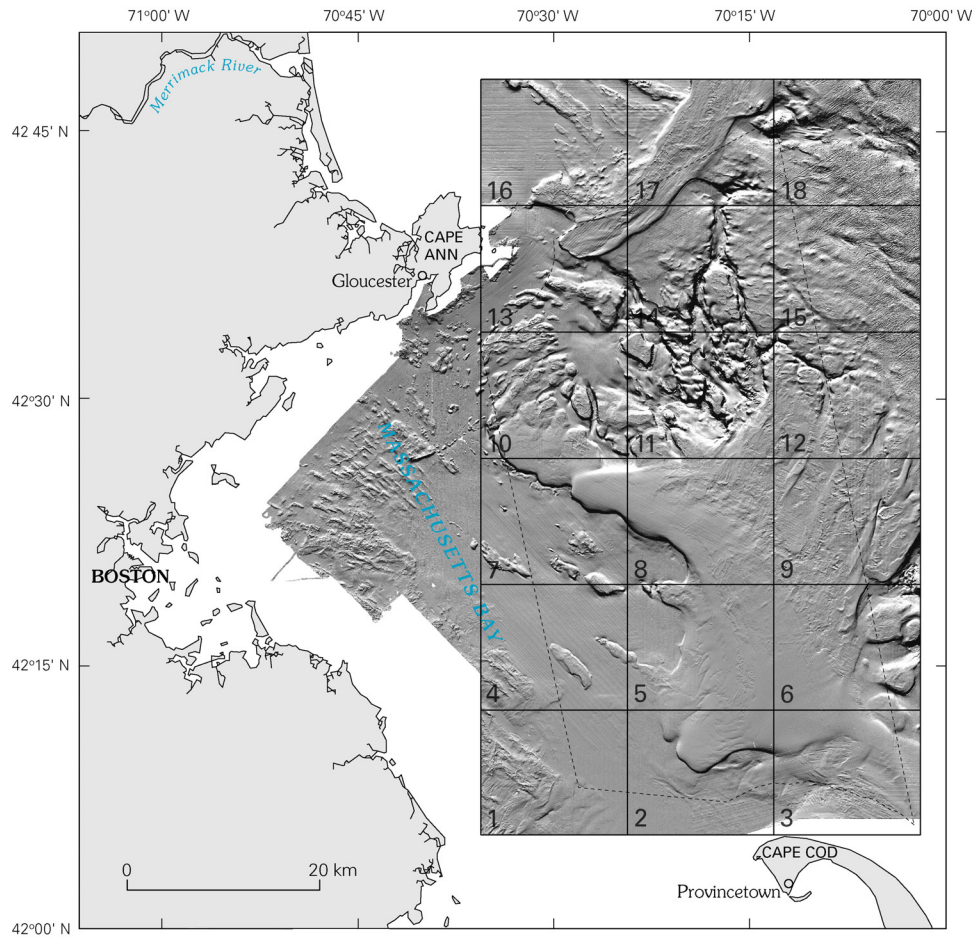 71°00' W 70°45' W 70°30' W 70°15' W 70°00' W
Merrimack River
42°45' N
16 17 18
CAPE
ANN
Gloucester
13 14 15
42°30' N
10 11 12
MASSACHUSETTS BAY
BOSTON
7 8 9
42°15' N
4 5 6
1 2 3
CAPE COD
0 20 km
Provincetown
42°00' N